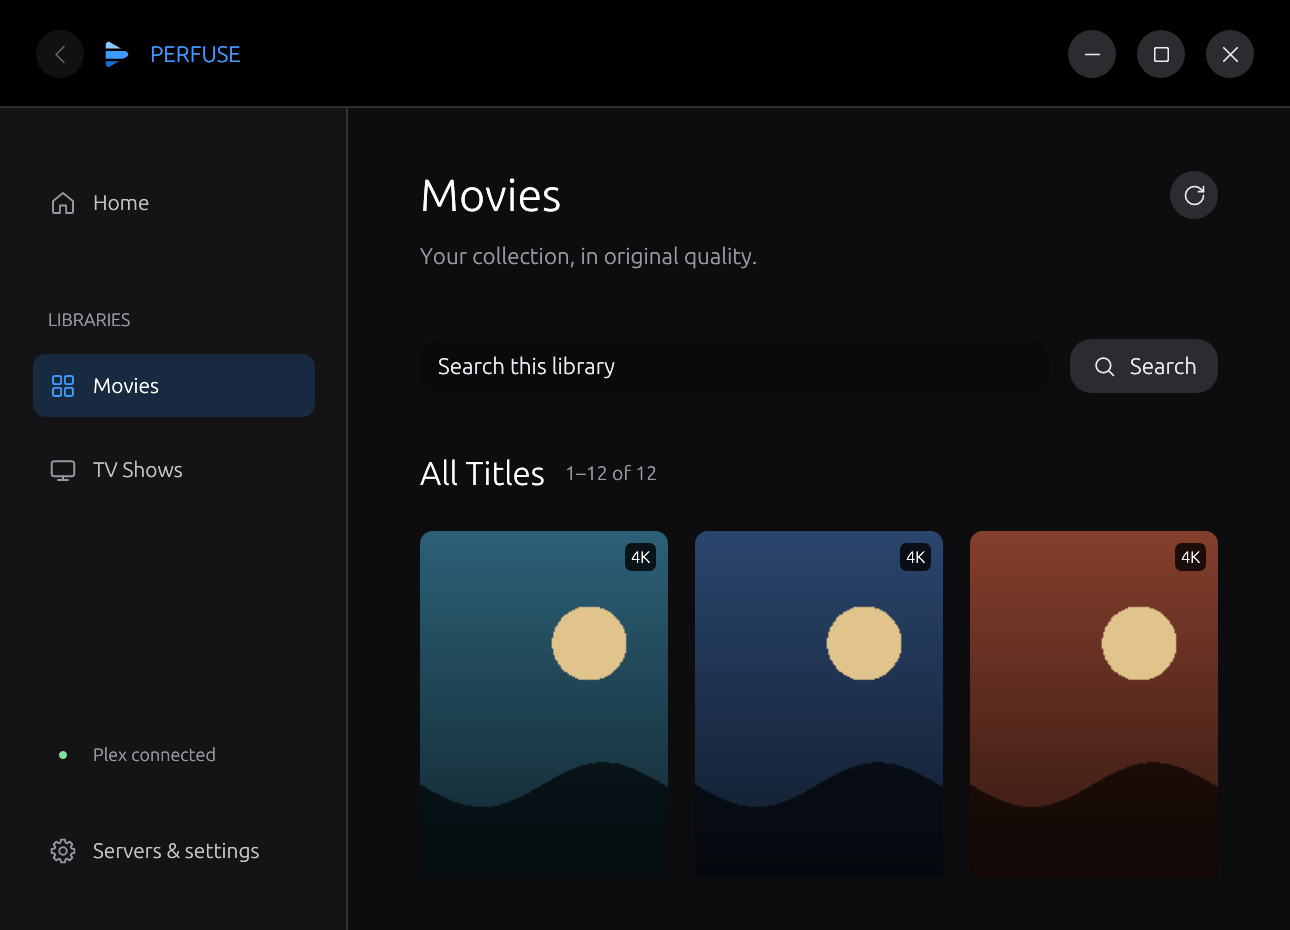 PERFUSE
Home
LIBRARIES
Movies
TV Shows
Plex connected
Servers & settings
Movies
Your collection, in original quality.
Search this library
Search
All Titles 1–12 of 12
4K
4K
4K